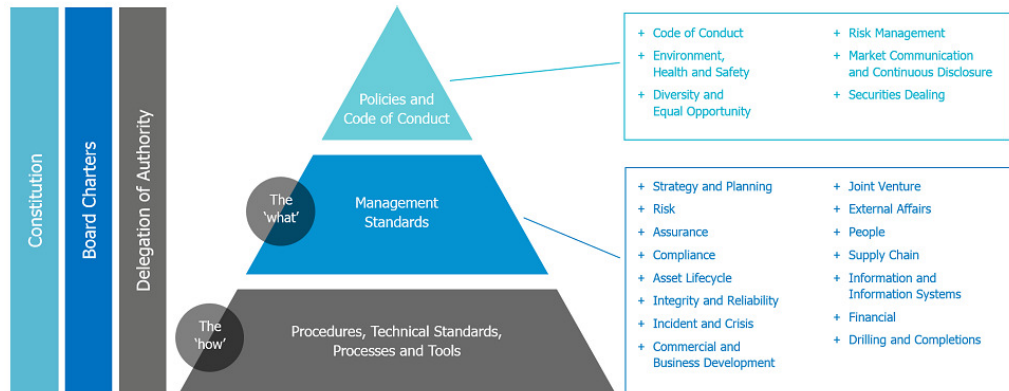 Constitution
Board Charters
Delegation of Authority
Policies and
Code of Conduct
The
'what'
Management
Standards
The
'how'
Procedures, Technical Standards,
Processes and Tools
+ Code of Conduct
+ Environment,
Health and Safety
+ Diversity and
Equal Opportunity
+ Risk Management
+ Market Communication
and Continuous Disclosure
+ Securities Dealing
+ Strategy and Planning
+ Risk
+ Assurance
+ Compliance
+ Asset Lifecycle
+ Integrity and Reliability
+ Incident and Crisis
+ Commercial and
Business Development
+ Joint Venture
+ External Affairs
+ People
+ Supply Chain
+ Information and
Information Systems
+ Financial
+ Drilling and Completions